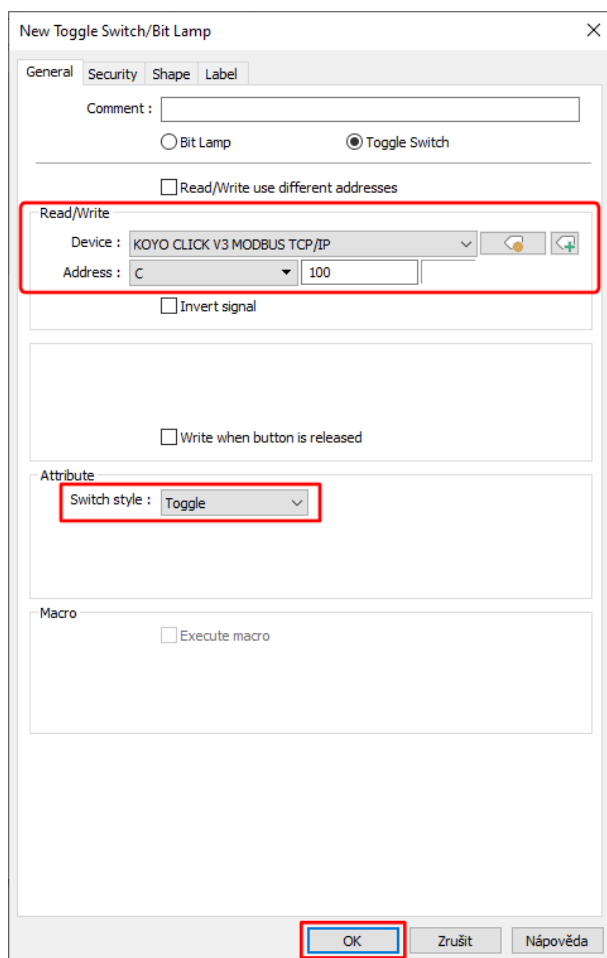 New Toggle Switch/Bit Lamp
General Security Shape Label
Comment :
Bit Lamp Toggle Switch
Read/Write use different addresses
Read/Write
Device : KOYO CLICK V3 MODBUS TCP/IP
Address : C 100
Invert signal
Write when button is released
Attribute
Switch style : Toggle
Macro
Execute macro
OK Zrušit Nápověda